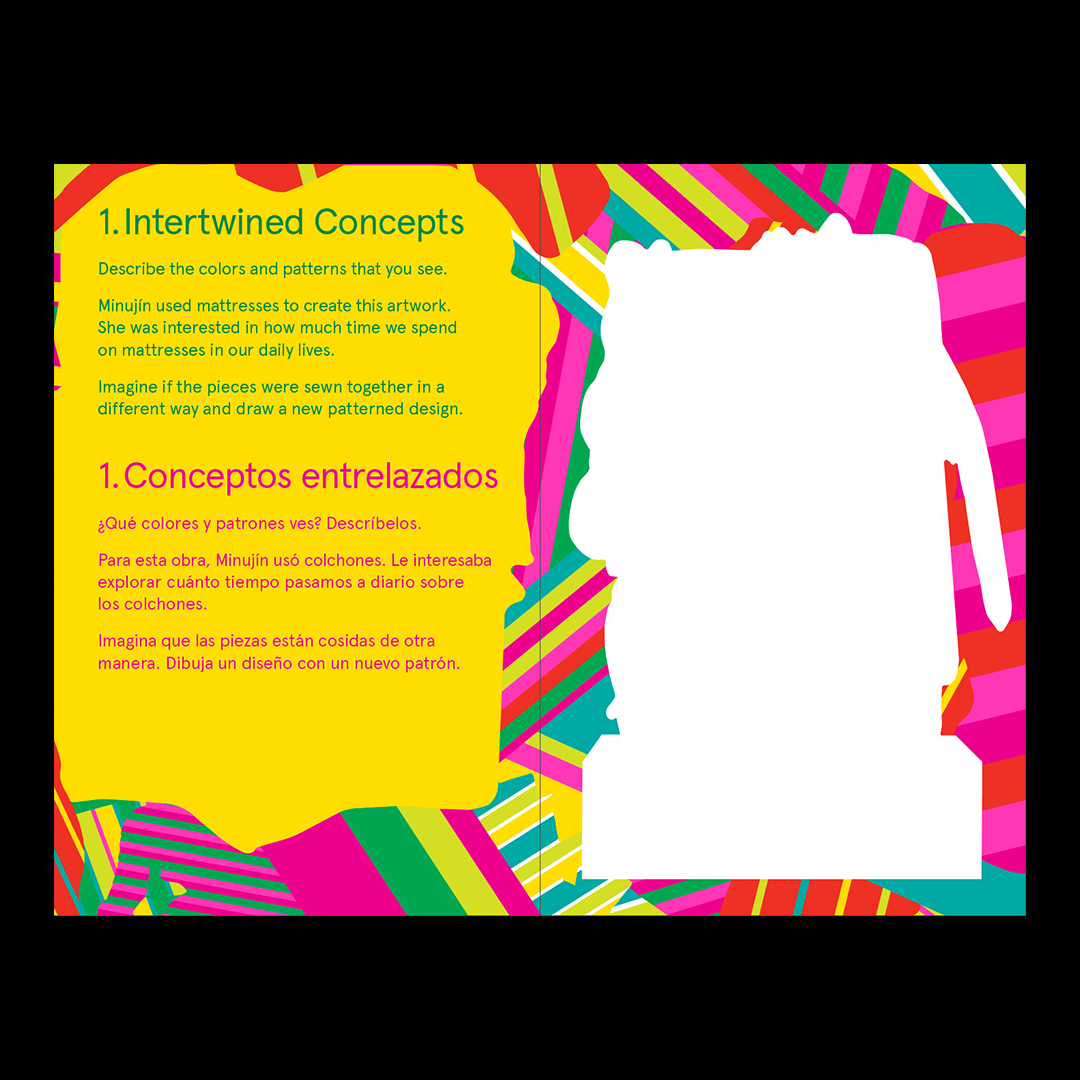 1. Intertwined Concepts
Describe the colors and patterns that you see.
Minujín used mattresses to create this artwork.
She was interested in how much time we spend
on mattresses in our daily lives.
Imagine if the pieces were sewn together in a
different way and draw a new patterned design.
1. Conceptos entrelazados
¿Qué colores y patrones ves? Descríbelos.
Para esta obra, Minujín usó colchones. Le interesaba
explorar cuánto tiempo pasamos a diario sobre
los colchones.
Imagina que las piezas están cosidas de otra
manera. Dibuja un diseño con un nuevo patrón.